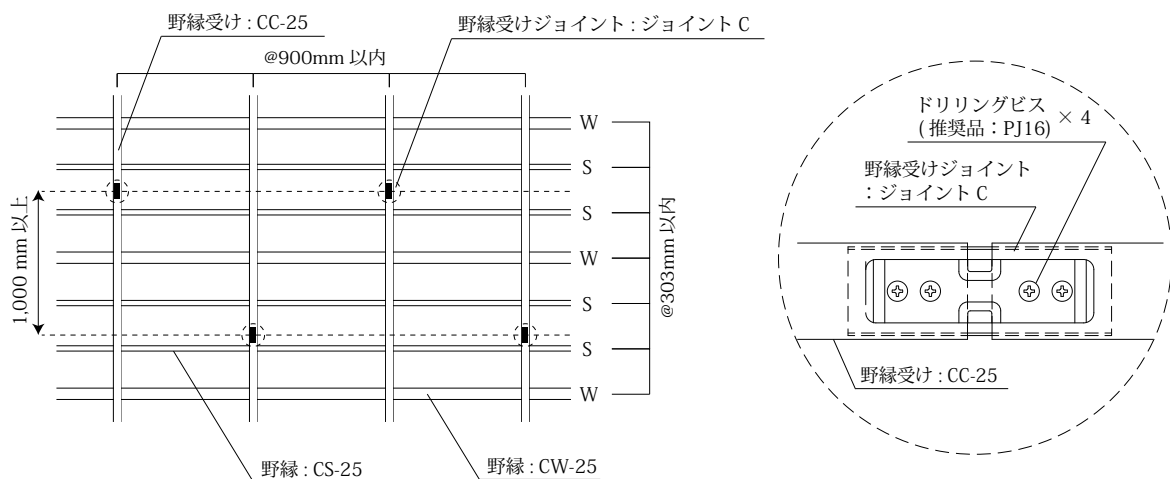 野縁受け : CC-25
野縁受けジョイント : ジョイント C
@900mm 以内
W
S
S
W
S
S
W
1,000 mm 以上
@303mm 以内
野縁 : CS-25
野縁 : CW-25
ドリリングビス
( 推奨品：PJ16) × 4
野縁受けジョイント
: ジョイント C
野縁受け : CC-25